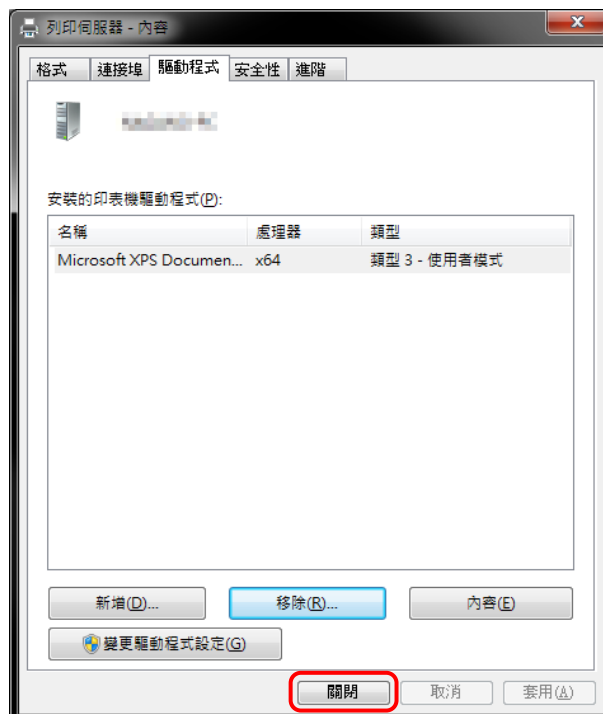 列印伺服器 - 內容
格式 連接埠 驅動程式 安全性 進階
安裝的印表機驅動程式(P):
名稱 處理器 類型
Microsoft XPS Documen... x64 類型 3 - 使用者模式
新增(D)... 移除(R)... 內容(E)
變更驅動程式設定(G)
關閉 取消 套用(A)